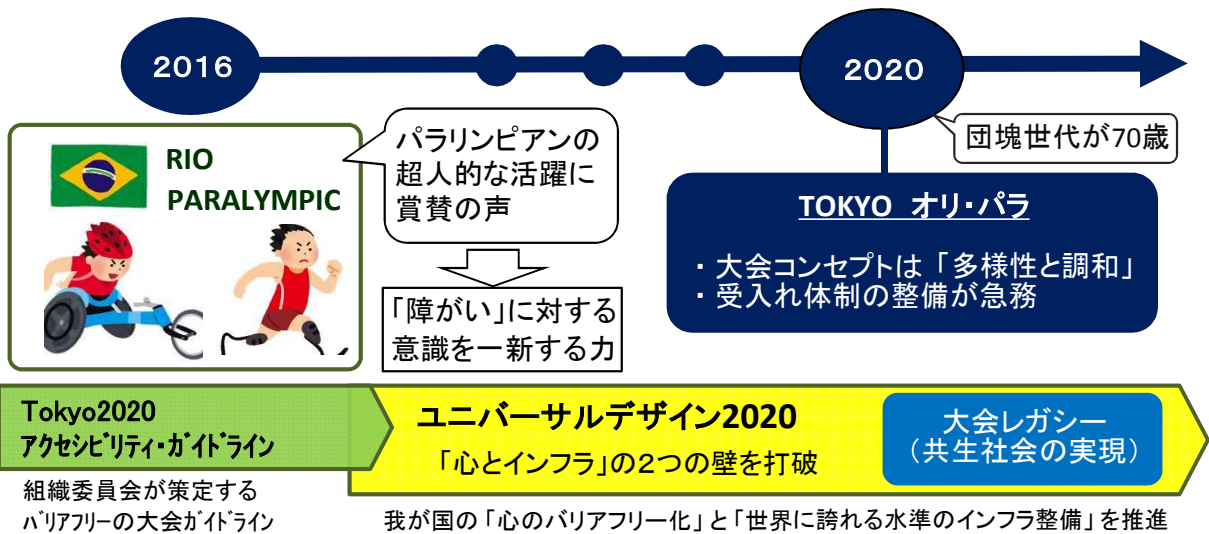 2016
2020
団塊世代が70歳
RIO
PARALYMPIC
パラリンピアンの
超人的な活躍に
賞賛の声
「障がい」に対する
意識を一新する力
TOKYO　オリ・パラ
・大会コンセプトは「多様性と調和」
・受入れ体制の整備が急務
Tokyo2020
ｱｸｾｼﾋﾞﾘﾃｨ・ｶﾞｲﾄﾞﾗｲﾝ
組織委員会が策定する
ﾊﾞﾘｱﾌﾘｰの大会ｶﾞｲﾄﾞﾗｲﾝ
ユニバーサルデザイン2020
「心とインフラ」の２つの壁を打破
大会レガシー
（共生社会の実現）
我が国の「心のバリアフリー化」と「世界に誇れる水準のインフラ整備」を推進